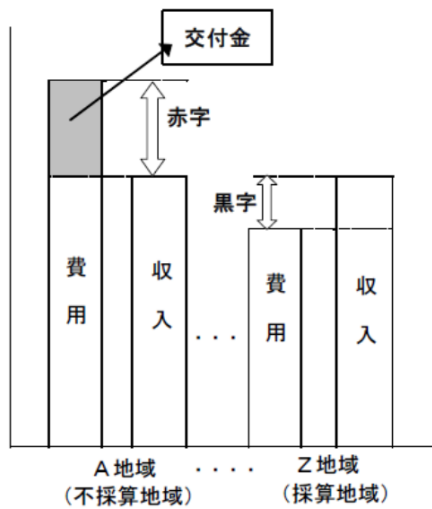 交付金
赤字
黒字
費用
収入
・・・
費用
収入
A地域 ・・・・ Z地域
(不採算地域) (採算地域)